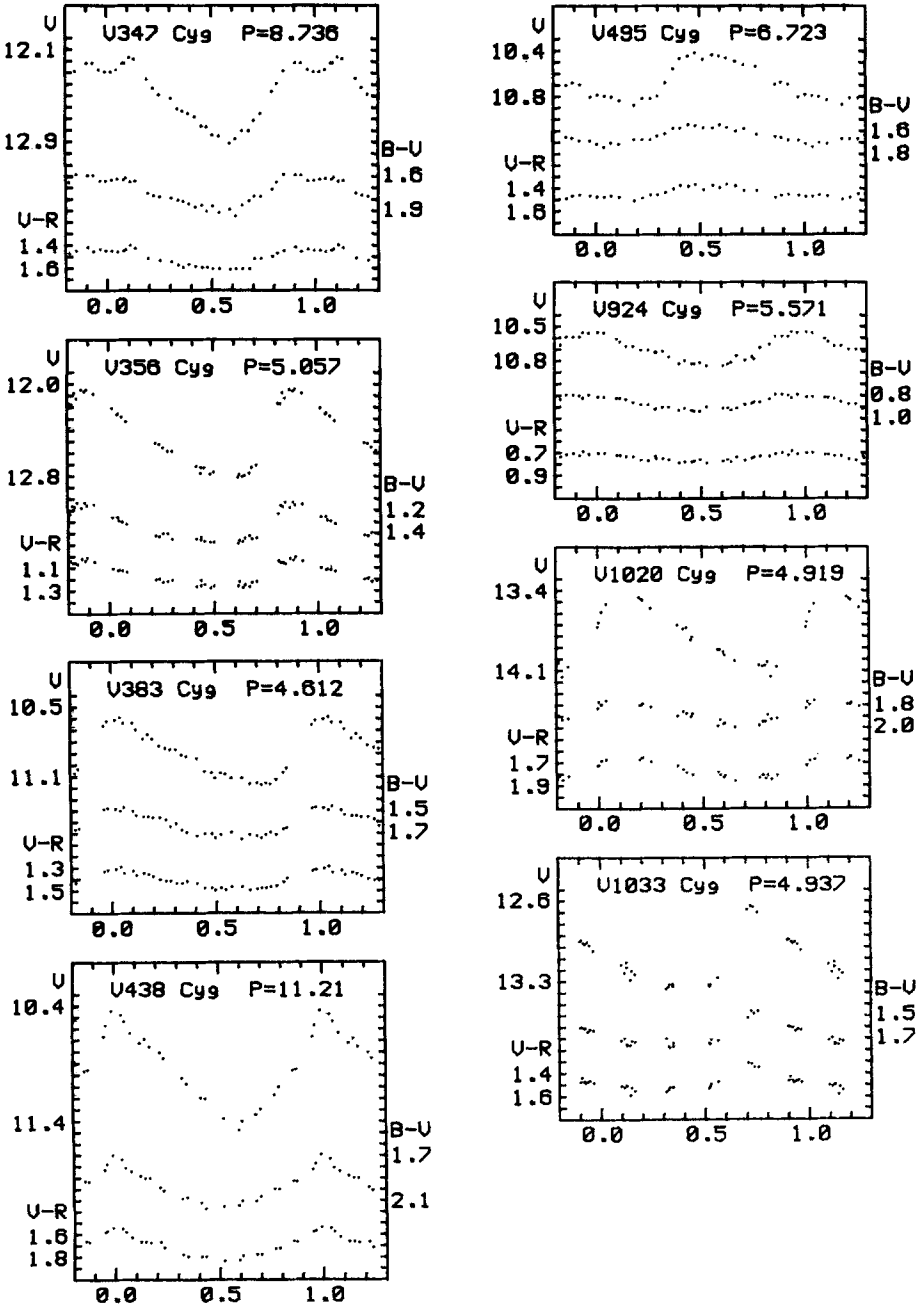 V
V347 Cyg P=8.736
12.1
12.9
B-V
1.6
1.9
V-R
1.4
1.6
0.0 0.5 1.0
V
V356 Cyg P=5.057
12.0
12.8
B-V
1.2
1.4
V-R
1.1
1.3
0.0 0.5 1.0
V
V383 Cyg P=4.612
10.5
11.1
B-V
1.5
1.7
V-R
1.3
1.5
0.0 0.5 1.0
V
V438 Cyg P=11.21
10.4
11.4
B-V
1.7
2.1
V-R
1.6
1.8
0.0 0.5 1.0
V
V495 Cyg P=6.723
10.4
10.8
B-V
1.6
1.8
V-R
1.4
1.6
0.0 0.5 1.0
V
V924 Cyg P=5.571
10.5
10.8
B-V
0.8
1.0
V-R
0.7
0.9
0.0 0.5 1.0
V
V1020 Cyg P=4.919
13.4
14.1
B-V
1.8
2.0
V-R
1.7
1.9
0.0 0.5 1.0
V
V1033 Cyg P=4.937
12.6
13.3
B-V
1.5
1.7
V-R
1.4
1.6
0.0 0.5 1.0